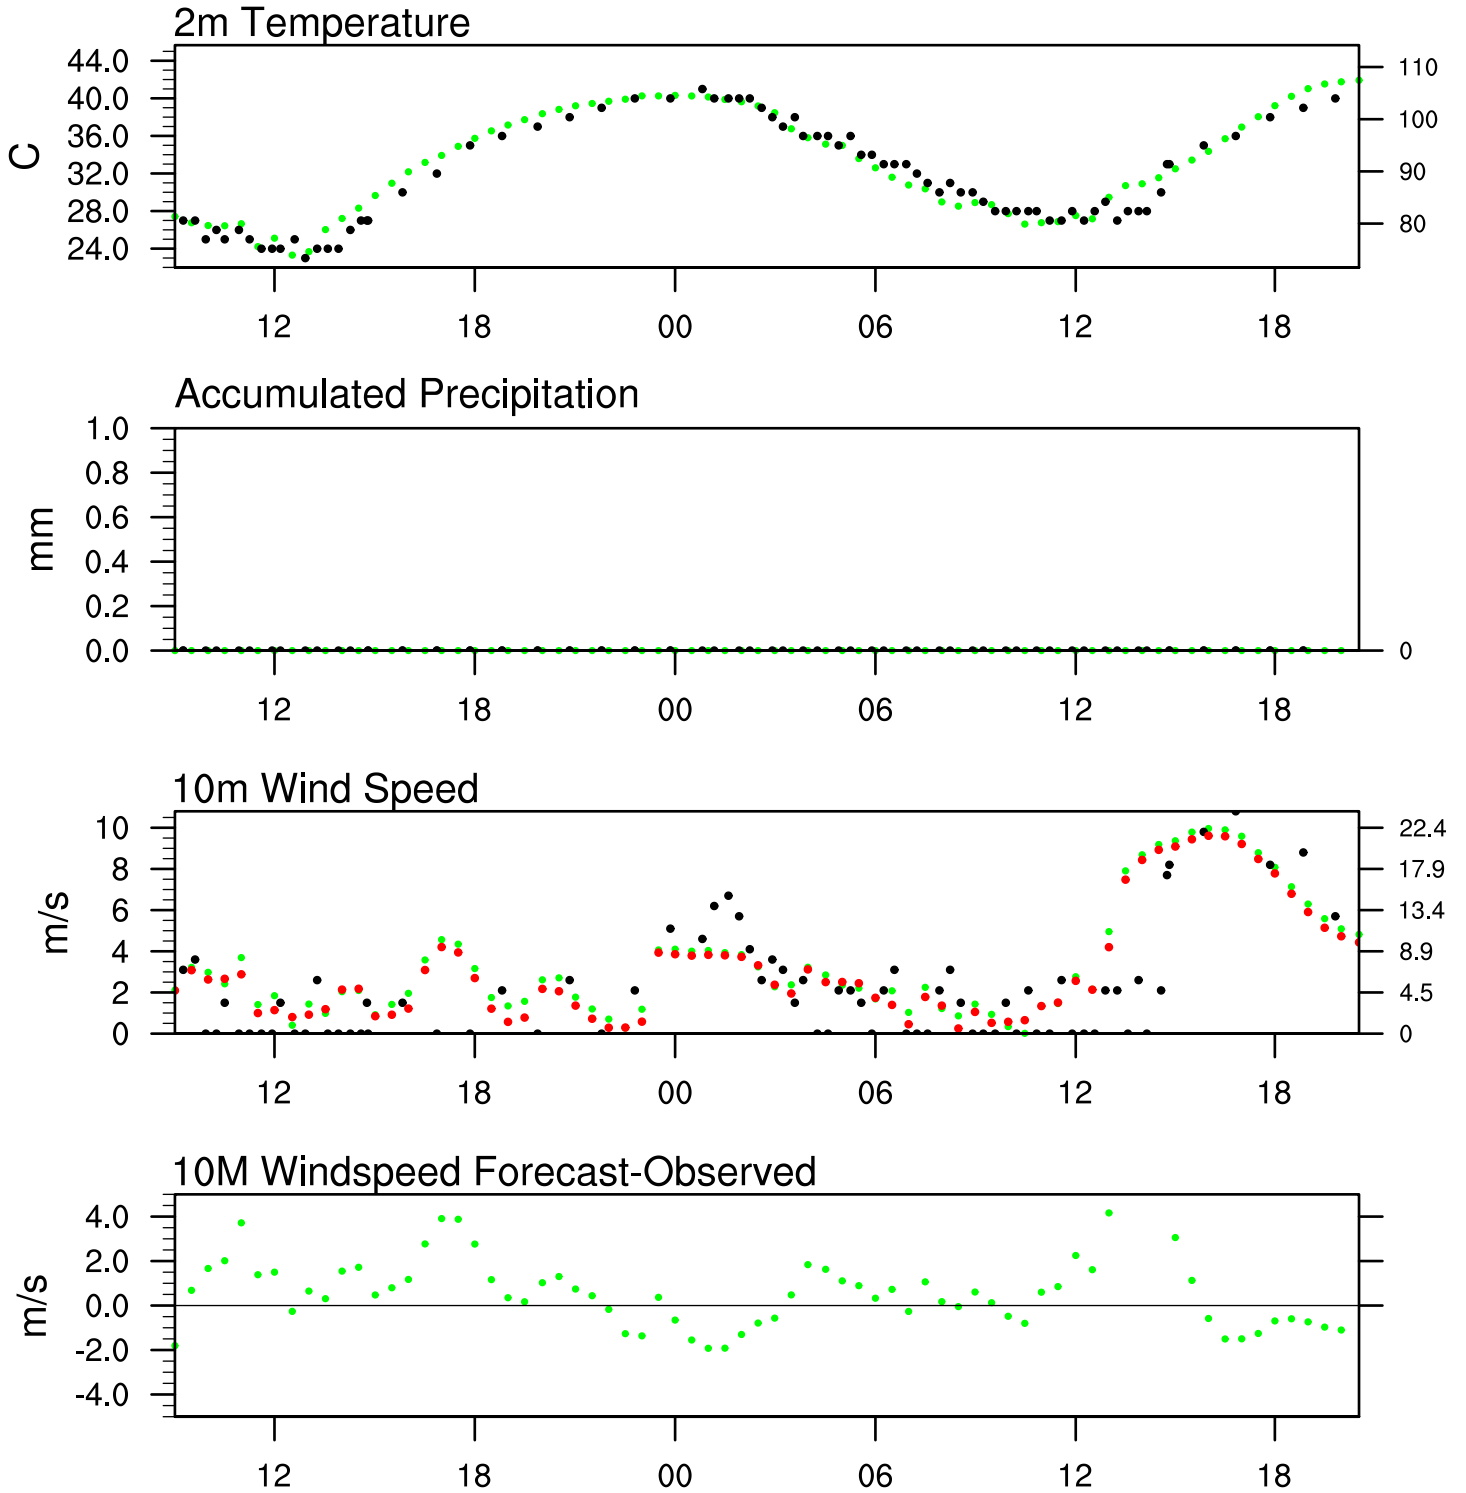 2m Temperature
44.0
40.0
36.0
32.0
28.0
24.0
C
110
100
90
80
12 18 00 06 12 18
Accumulated Precipitation
1.0
0.8
0.6
0.4
0.2
0.0
mm
0
12 18 00 06 12 18
10m Wind Speed
10
8
6
4
2
0
m/s
22.4
17.9
13.4
8.9
4.5
0
12 18 00 06 12 18
10M Windspeed Forecast-Observed
4.0
2.0
0.0
-2.0
-4.0
m/s
12 18 00 06 12 18